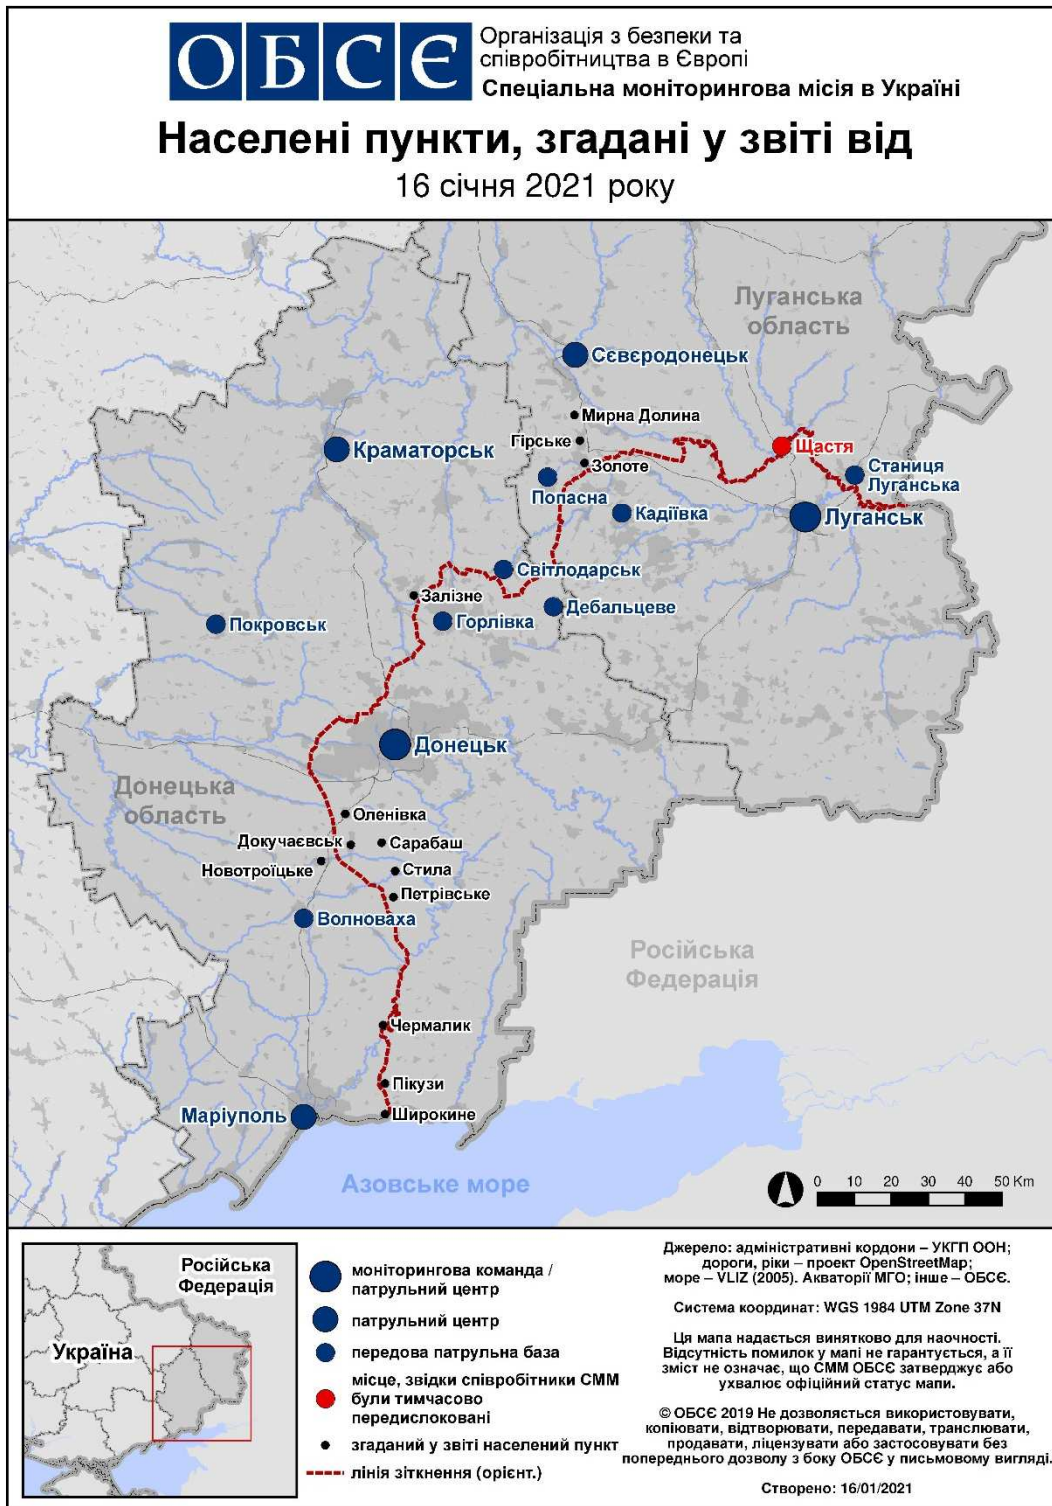 ОБСЄ
Організація з безпеки та
співробітництва в Європі
Спеціальна моніторингова місія в Україні
Населені пункти, згадані у звіті від
16 січня 2021 року
Луганська
область
Сєвєродонецьк
Мирна Долина
Гірське
Щастя
Краматорськ
Золоте
Станиця
Луганська
Попасна
Кадіївка
Луганськ
Світлодарськ
Залізне
Дебальцеве
Горлівка
Покровськ
Донецьк
Донецька
область
Оленівка
Докучаєвськ
Сарабаш
Новотроїцьке
Стила
Петрівське
Волноваха
Російська
Федерація
Чермалик
Пікузи
Маріуполь
Широкине
Азовське море
0 10 20 30 40 50 Km
Російська
Федерація
Україна
моніторингова команда /
патрульний центр
патрульний центр
передова патрульна база
місце, звідки співробітники СММ
були тимчасово
передислоковані
згаданий у звіті населений пункт
лінія зіткнення (орієнт.)
Джерело: адміністративні кордони – УКГП ООН;
дороги, ріки – проект OpenStreetMap;
море – VLIZ (2005). Акваторії МГО; інше – ОБСЄ.
Система координат: WGS 1984 UTM Zone 37N
Ця мапа надається винятково для наочності.
Відсутність помилок у мапі не гарантується, а її
зміст не означає, що СММ ОБСЄ затверджує або
ухвалює офіційний статус мапи.
© ОБСЄ 2019 Не дозволяється використовувати,
копіювати, відтворювати, передавати, транслювати,
продавати, ліцензувати або застосовувати без
попереднього дозволу з боку ОБСЄ у письмовому вигляді.
Створено: 16/01/2021